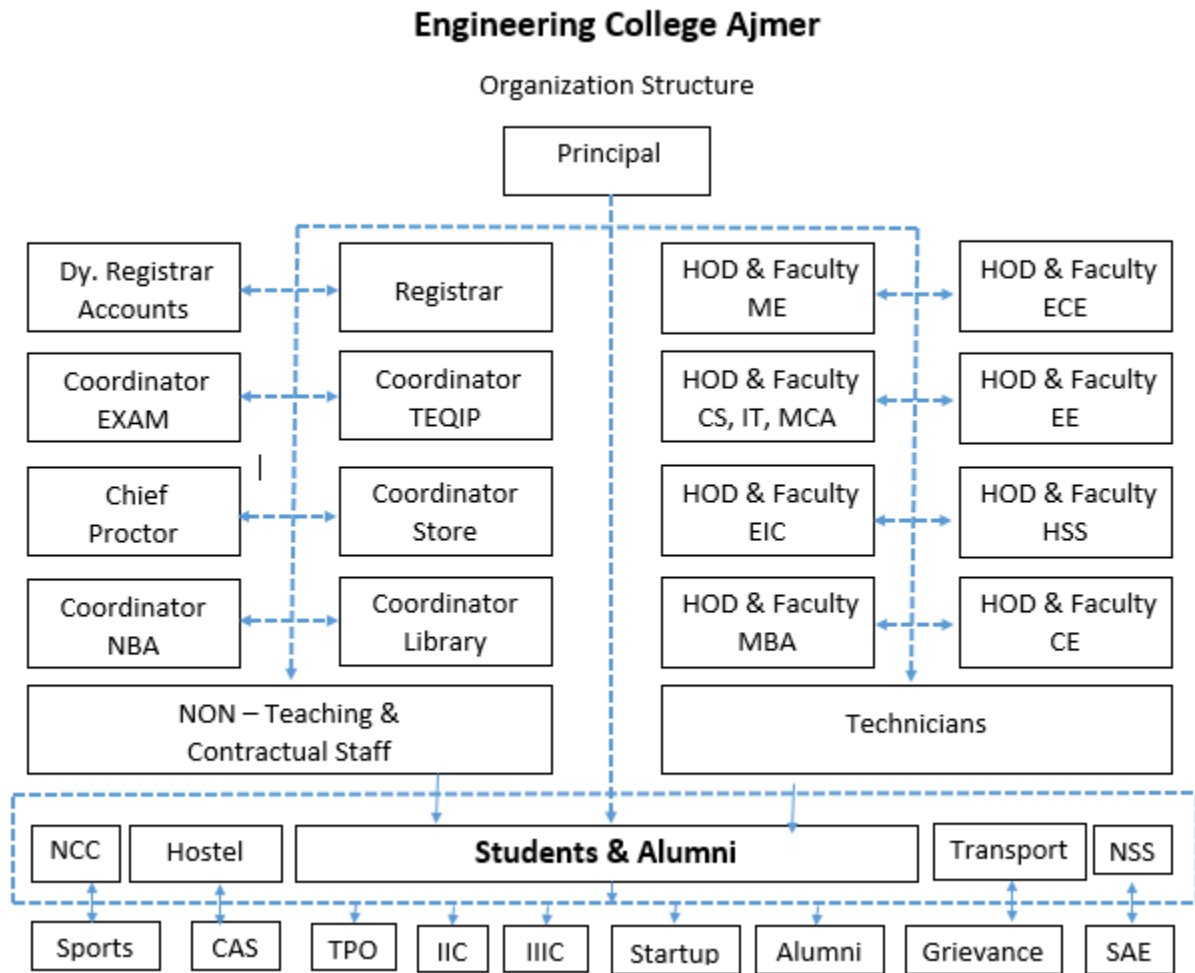 Engineering College Ajmer
Organization Structure
Principal
Dy. Registrar
Accounts
Registrar
HOD & Faculty
ME
HOD & Faculty
ECE
Coordinator
EXAM
Coordinator
TEQIP
HOD & Faculty
CS, IT, MCA
HOD & Faculty
EE
Chief
Proctor
Coordinator
Store
HOD & Faculty
EIC
HOD & Faculty
HSS
Coordinator
NBA
Coordinator
Library
HOD & Faculty
MBA
HOD & Faculty
CE
NON – Teaching &
Contractual Staff
Technicians
NCC
Hostel
Students & Alumni
Transport
NSS
Sports
CAS
TPO
IIC
IIIC
Startup
Alumni
Grievance
SAE